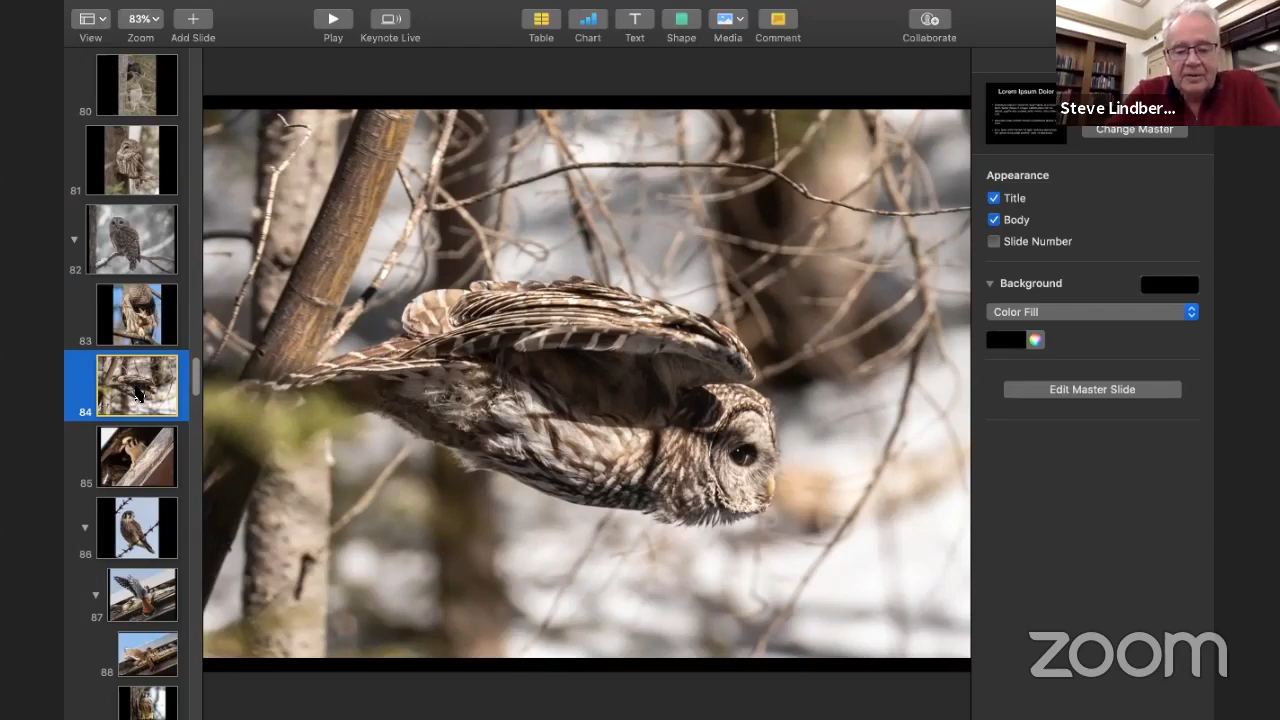 83%
View
Zoom
Add Slide
Play
Keynote Live
Table
Chart
Text
Shape
Media
Comment
Collaborate
Steve Lindber...
Lorem Ipsum Dolor
Change Master
Appearance
Title
Body
Slide Number
Background
Color Fill
Edit Master Slide
80
81
82
83
84
85
86
87
88
zoom